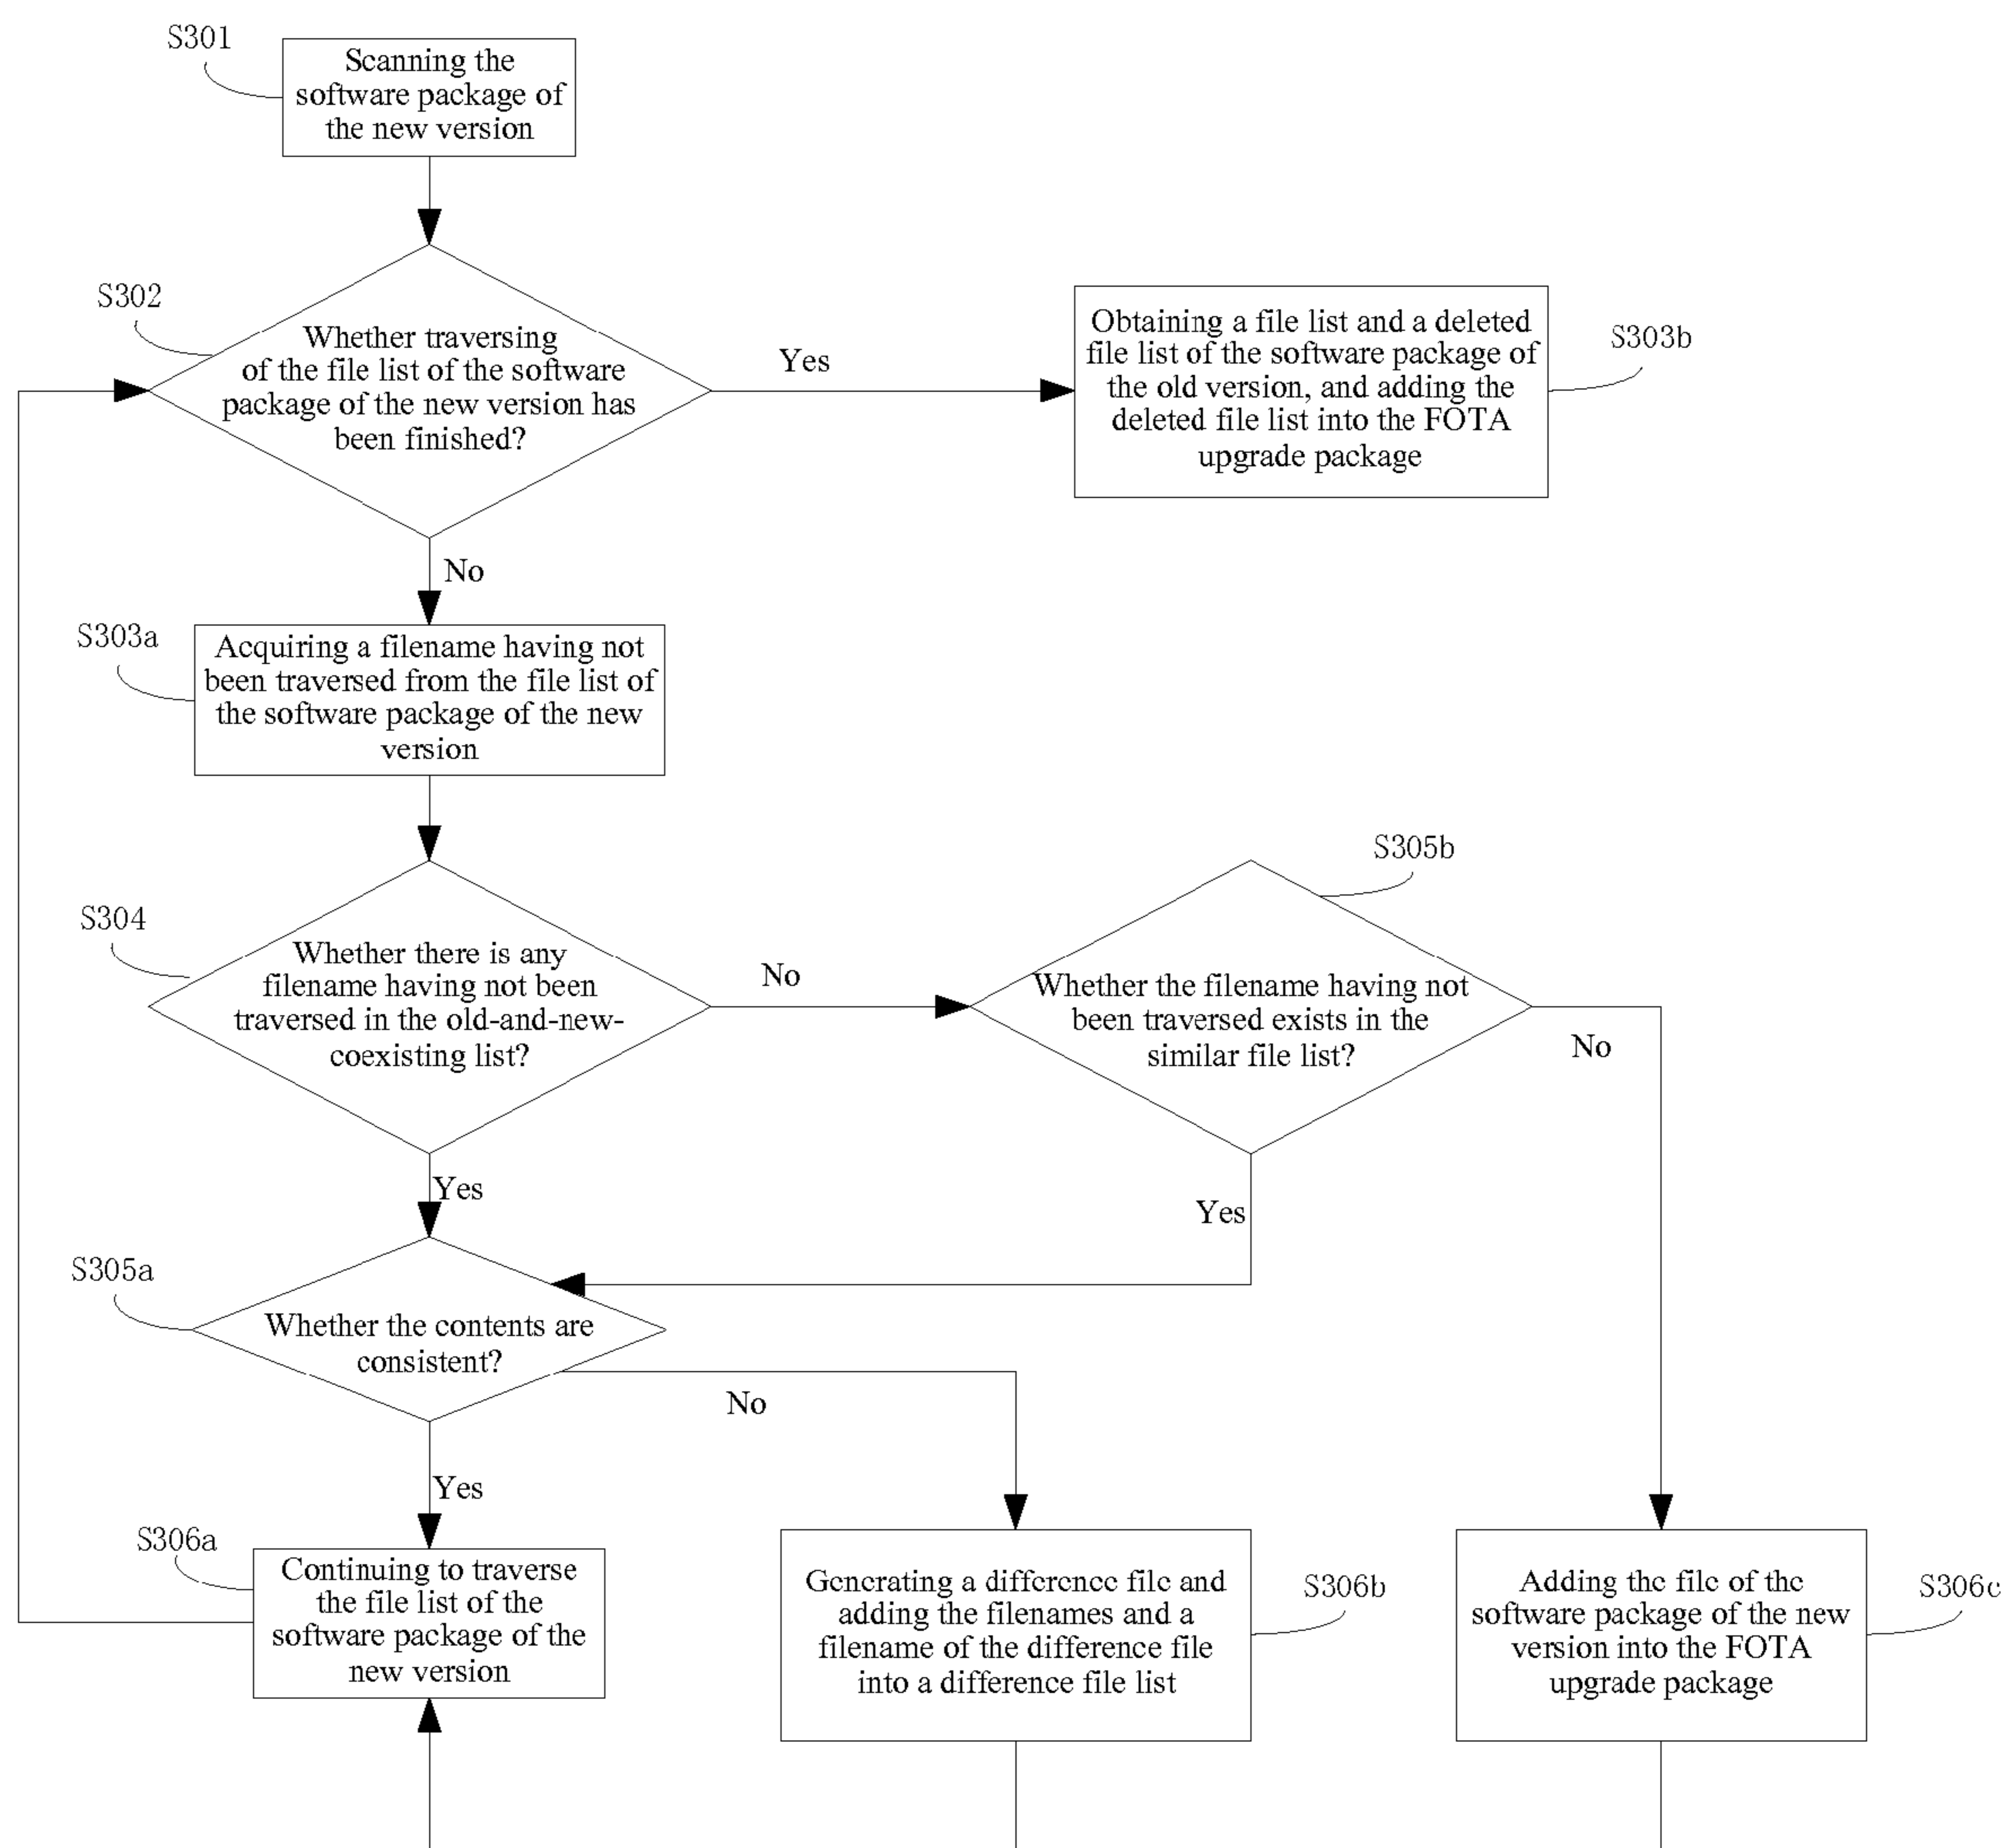 S301
Scanning the
software package of
the new version
S302
Whether traversing
of the file list of the software
package of the new version has
been finished?
Yes
Obtaining a file list and a deleted
file list of the software package of
the old version, and adding the
deleted file list into the FOTA
upgrade package
S303b
No
S303a
Acquiring a filename having not
been traversed from the file list of
the software package of the new
version
S304
Whether there is any
filename having not been
traversed in the old-and-new-
coexisting list?
No
S305b
Whether the filename having not
been traversed exists in the
similar file list?
No
Yes
Yes
S305a
Whether the contents are
consistent?
No
Yes
S306a
Continuing to traverse
the file list of the
software package of the
new version
Generating a difference file and
adding the filenames and a
filename of the difference file
into a difference file list
S306b
Adding the file of the
software package of the new
version into the FOTA
upgrade package
S306c